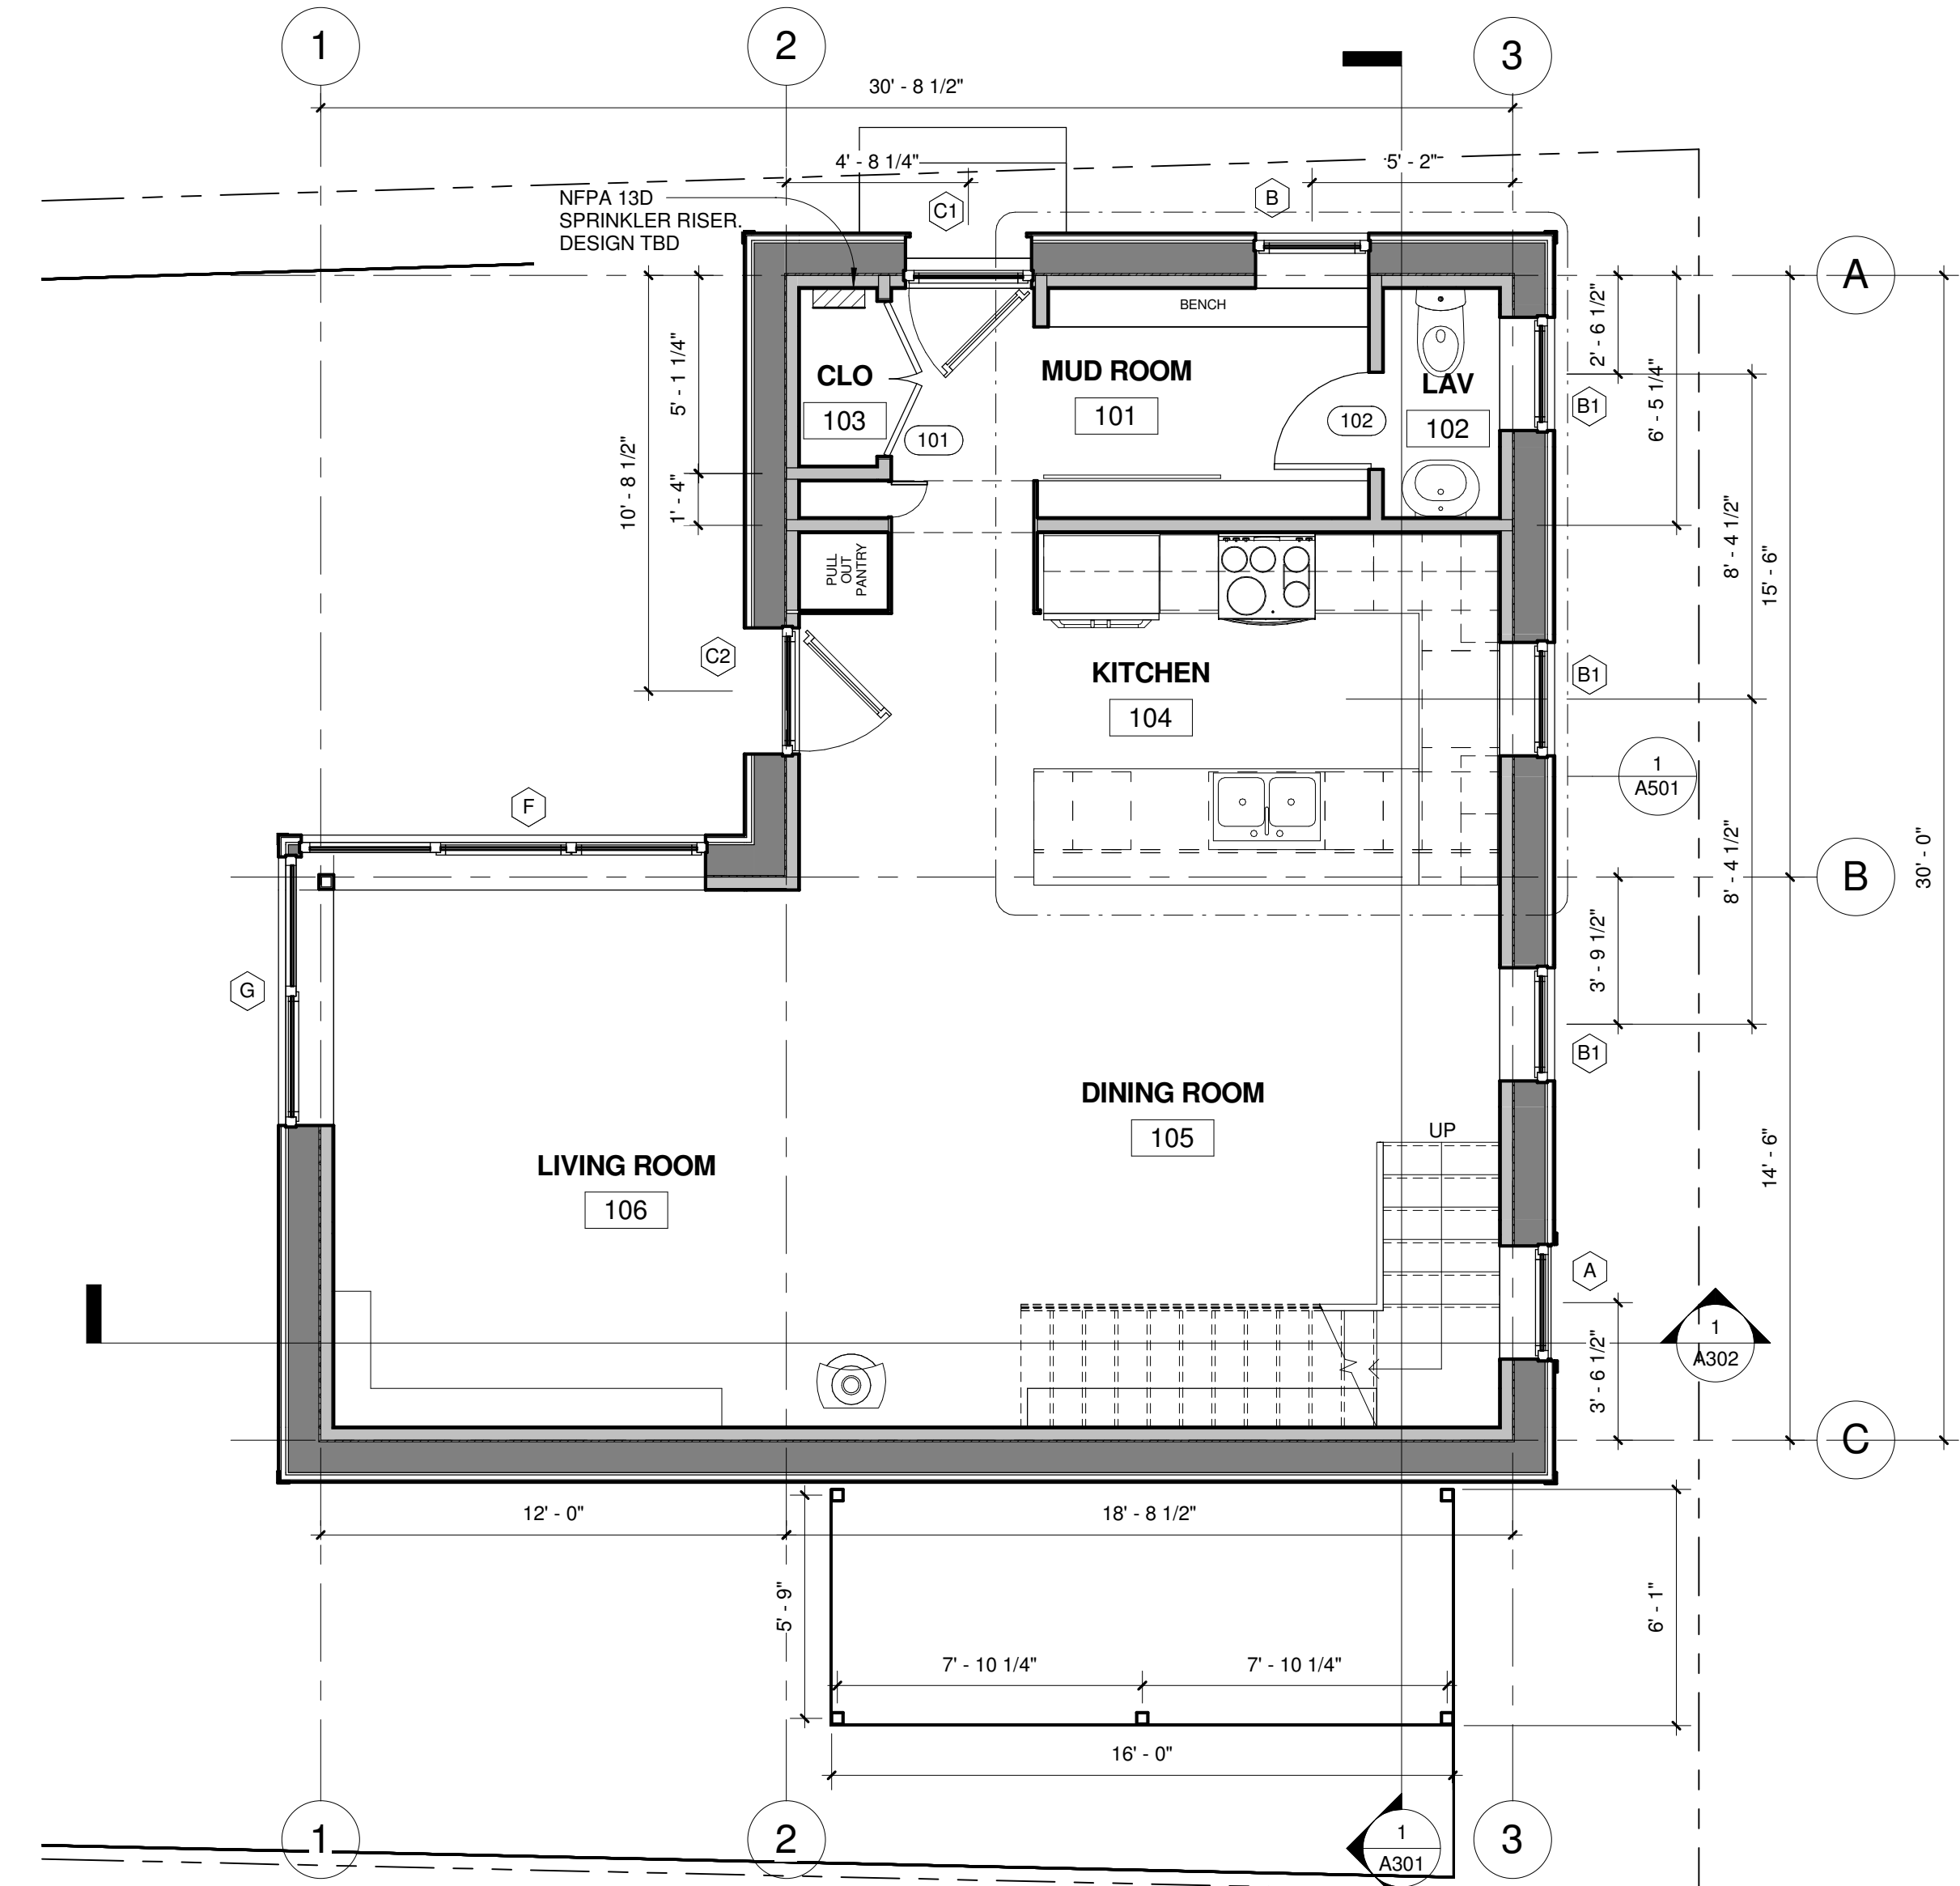 1
2
3
30' - 8 1/2"
4' - 8 1/4"
5' - 2"
NFPA 13D
SPRINKLER RISER.
DESIGN TBD
C1
B
A
BENCH
2' - 6 1/2"
5' - 1 1/4"
CLO
103
MUD ROOM
101
LAV
102
B1
6' - 5 1/4"
101
102
10' - 8 1/2"
1' - 4"
8' - 4 1/2"
15' - 6"
PULL
OUT
PANTRY
C2
KITCHEN
104
B1
1
A501
F
30' - 0"
8' - 4 1/2"
B
3' - 9 1/2"
G
B1
DINING ROOM
105
UP
14' - 6"
LIVING ROOM
106
A
1
A302
3' - 6 1/2"
C
12' - 0"
18' - 8 1/2"
5' - 9"
6' - 1"
7' - 10 1/4"
7' - 10 1/4"
16' - 0"
1
2
1
A301
3